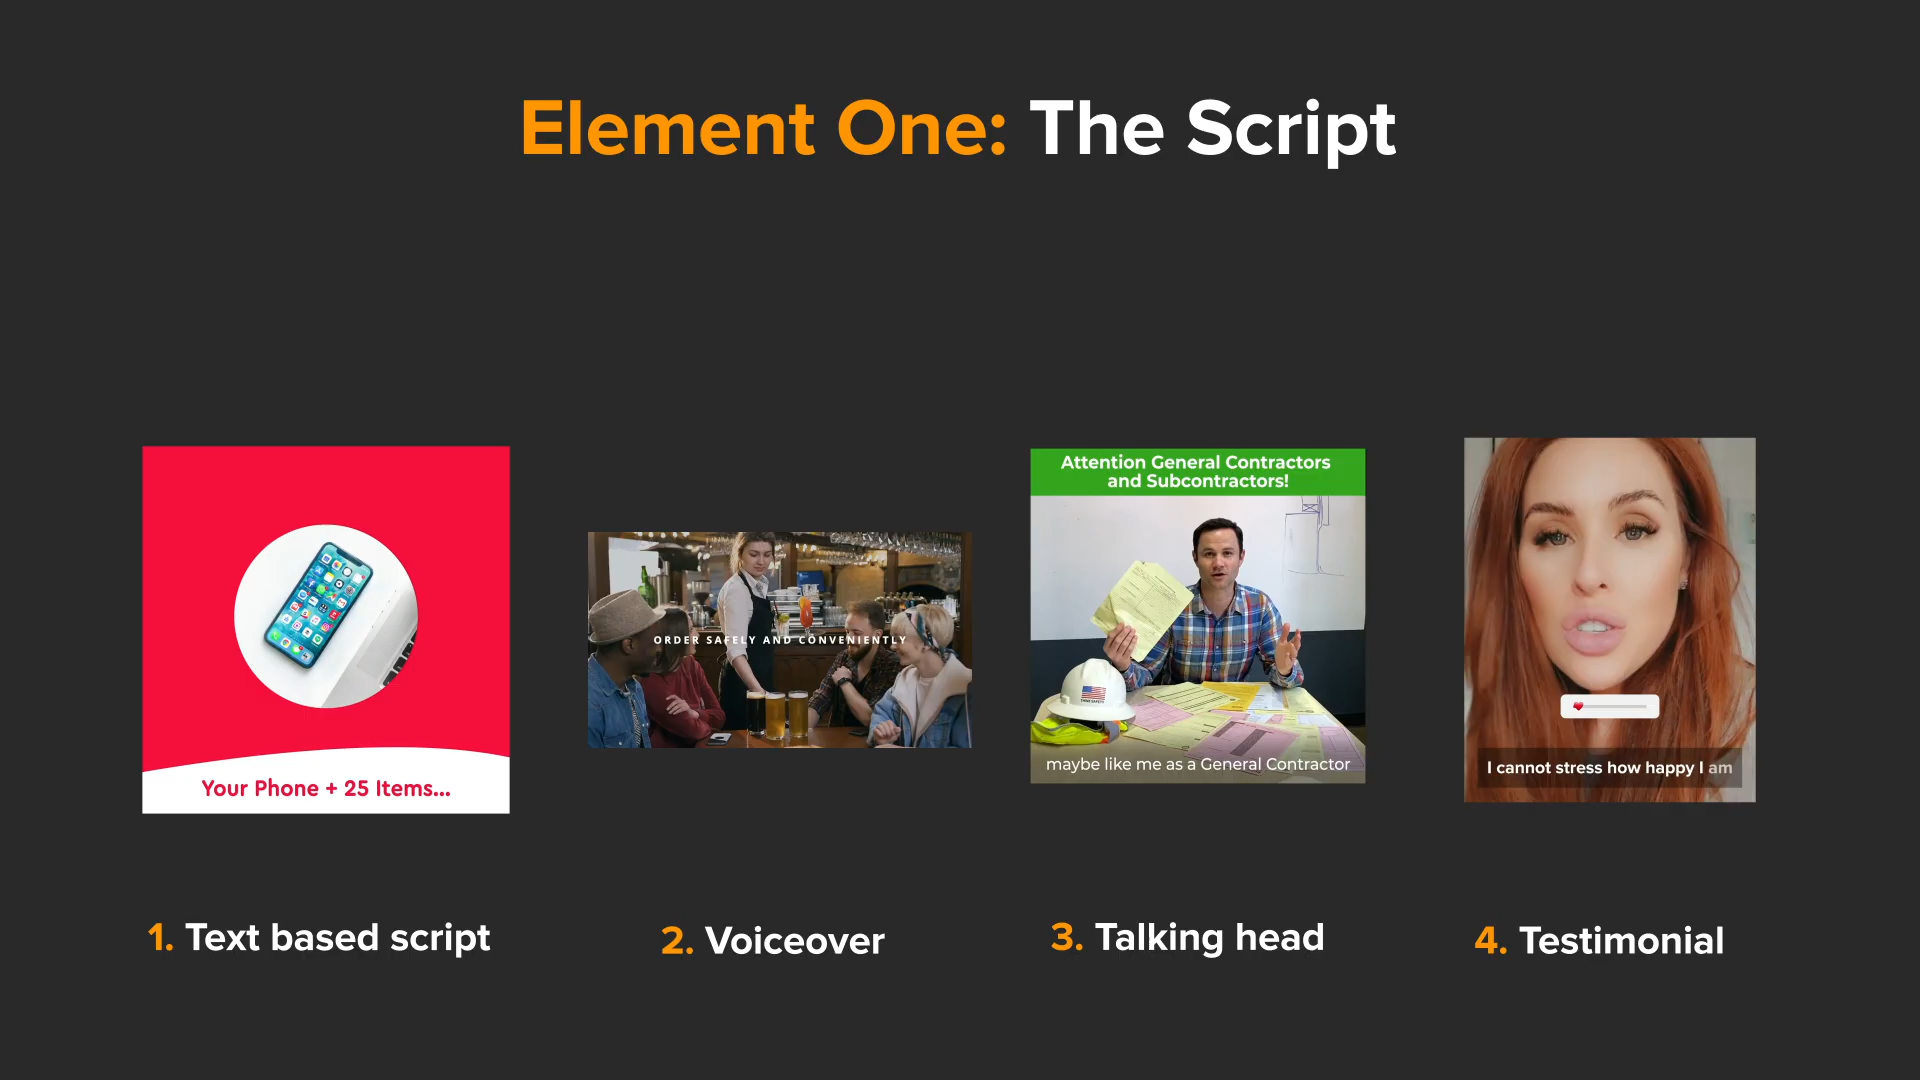 Element One: The Script
Your Phone + 25 Items...
ORDER SAFELY AND CONVENIENTLY
Attention General Contractors
and Subcontractors!
maybe like me as a General Contractor
I cannot stress how happy I am
1. Text based script
2. Voiceover
3. Talking head
4. Testimonial